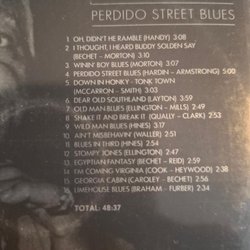 PERDIDO STREET BLUES
1 OH, DIDN'T HE RAMBLE (HANDY) 3:08
2 I THOUGHT, I HEARD BUDDY SOLDEN SAY
(BECHET - MORTON) 3:10
3 WININ' BOY BLUES (MORTON) 3:07
4 PERDIDO STREET BLUES (HARDIN - ARMSTRONG) 5:00
5 DOWN IN HONKY - TONK TOWN
(MCCARRON - SMITH) 3:05
6 DEAR OLD SOUTHLAND (LAYTON) 3:59
7 OLD MAN BLUES (ELLINGTON - MILLS) 2:49
8 SHAKE IT AND BREAK IT (QUALLY - CLARK) 2:53
9 WILD MAN BLUES (HINES) 3:17
10 AIN'T MISBEHAVIN' (WALLER) 2:51
11 BLUES IN THIRD (HINES) 2:54
12 STOMPY JONES (ELLINGTON) 2:20
13 EGYPTIAN FANTASY (BECHET - REID) 2:59
14 I'M COMING VIRGINIA (COOK - HEYWOOD) 2:38
15 GEORGIA CABIN (CAROLEY - BECHET) 2:56
16 LIMEHOUSE BLUES (BRAHAM - FURBER) 2:34
TOTAL: 48:37